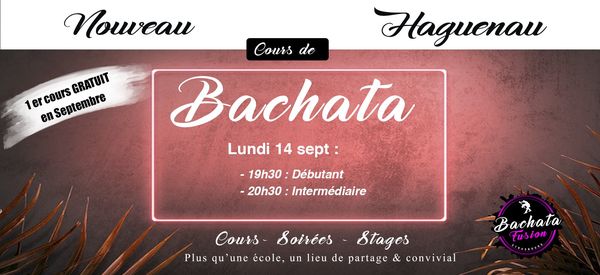 Nouveau
Haguenau
Cours de
1 er cours GRATUIT
en Septembre
Bachata
Lundi 14 sept :
- 19h30 : Débutant
- 20h30 : Intermédiaire
Cours - Soirées - Stages
Plus qu'une école, un lieu de partage & convivial
Bachata
Fusion